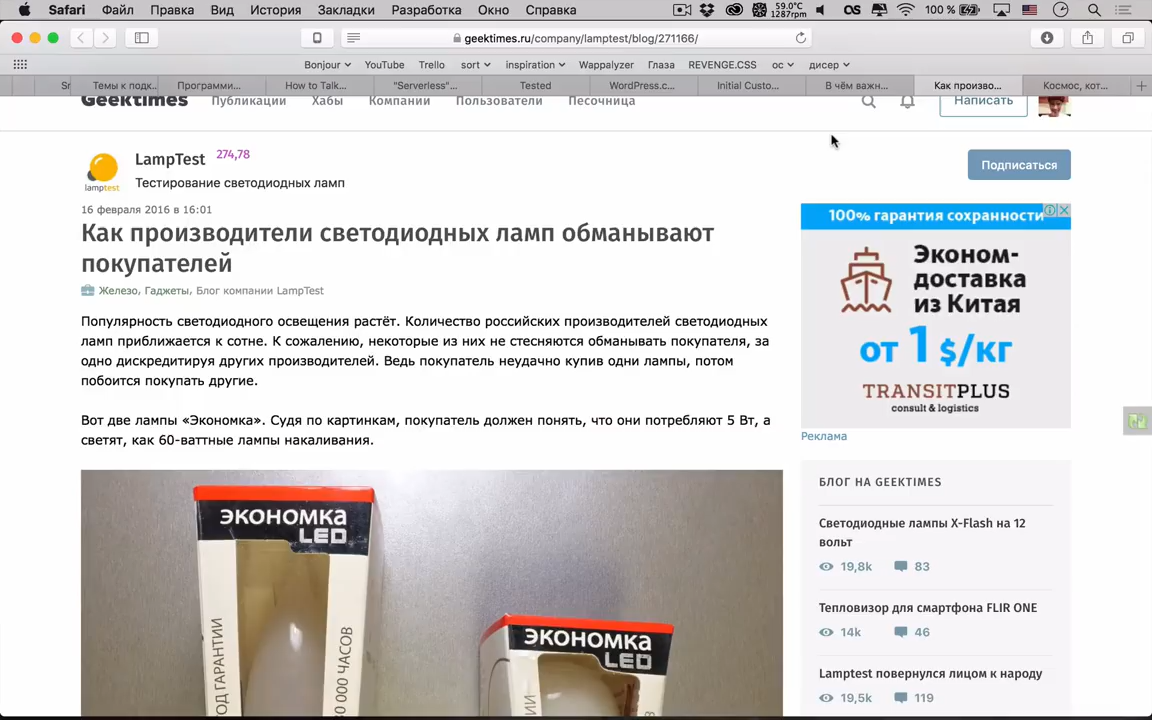 Safari Файл Правка Вид История Закладки Разработка Окно Справка 59.0°C 1287rpm 100 %
geektimes.ru/company/lamptest/blog/271166/
Bonjour YouTube Trello sort inspiration Wappalyzer Глаза REVENGE.CSS ос дисер
Темы к подк... Программи... How to Talk... "Serverless"... Tested WordPress.c... Initial Custo... В чём важн... Как произво... Космос, кот...
Geektimes Публикации Хабы Компании Пользователи Песочница Написать
LampTest 274,78
lamptest
Тестирование светодиодных ламп
Подписаться
16 февраля 2016 в 16:01
Как производители светодиодных ламп обманывают
покупателей
Железо, Гаджеты, Блог компании LampTest
Популярность светодиодного освещения растёт. Количество российских производителей светодиодных
ламп приближается к сотне. К сожалению, некоторые из них не стесняются обманывать покупателя, за
одно дискредитируя других производителей. Ведь покупатель неудачно купив одни лампы, потом
побоится покупать другие.
Вот две лампы «Экономка». Судя по картинкам, покупатель должен понять, что они потребляют 5 Вт, а
светят, как 60-ваттные лампы накаливания.
ЭКОНОМКА
LED
ОД ГАРАНТИИ
30 000 ЧАСОВ
ЭКОНОМКА
LED
100% гарантия сохранности
Эконом-
доставка
из Китая
от 1 $/кг
TRANSITPLUS
consult & logistics
Реклама
БЛОГ НА GEEKTIMES
Светодиодные лампы X-Flash на 12
вольт
19,8k 83
Тепловизор для смартфона FLIR ONE
14k 46
Lamptest повернулся лицом к народу
19,5k 119